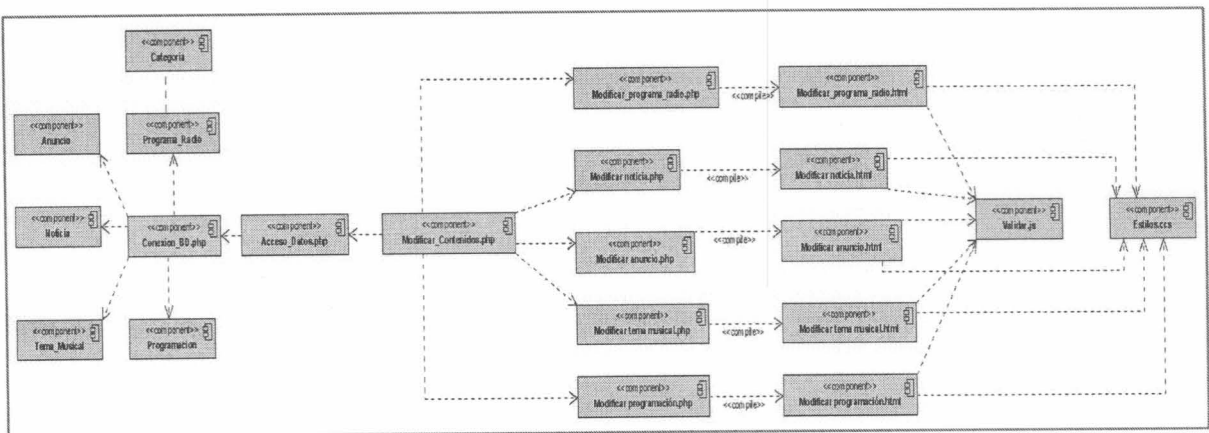 <<component>>
Categoria
<<component>>
Anuncio
<<component>>
Programa_Radio
<<component>>
Noticia
<<component>>
Conexion_BD.php
<<component>>
Acceso_Datos.php
<<component>>
Modificar_Contenidos.php
<<component>>
Tema_Musical
<<component>>
Programacion
<<component>>
Modificar_programa_radio.php
<<compile>>
<<component>>
Modificar_programa_radio.html
<<component>>
Modificar noticia.php
<<compile>>
<<component>>
Modificar noticia.html
<<component>>
Modificar anuncio.php
<<compile>>
<<component>>
Modificar anuncio.html
<<component>>
Modificar tema musical.php
<<compile>>
<<component>>
Modificar tema musical.html
<<component>>
Modificar programación.php
<<compile>>
<<component>>
Modificar programación.html
<<component>>
Validar.js
<<component>>
Estilos.ccs